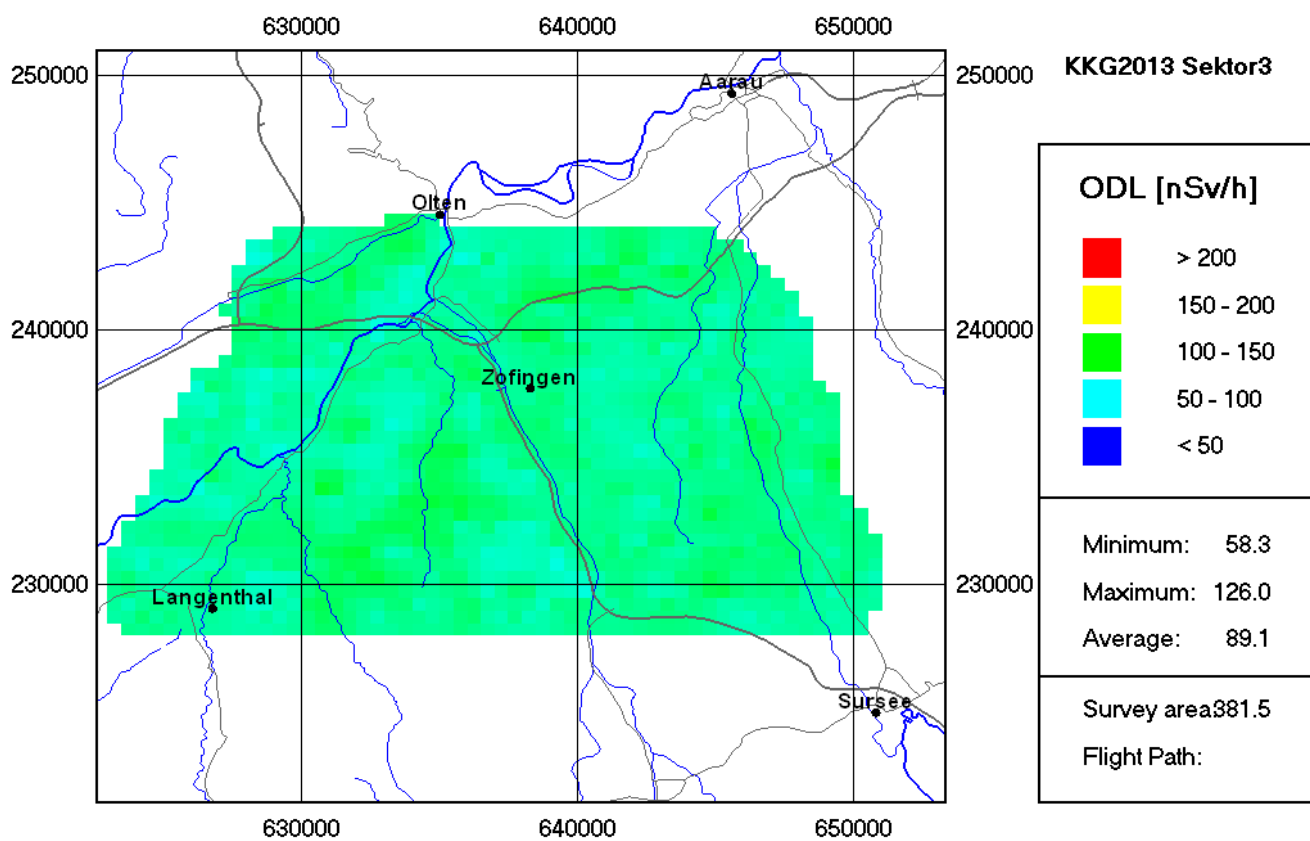 630000 640000 650000
250000 250000
Aarau
Olten
240000 240000
Zofingen
230000 230000
Langenthal
Sursee
630000 640000 650000
KKG2013 Sektor3
ODL [nSv/h]
> 200
150 - 200
100 - 150
50 - 100
< 50
Minimum: 58.3
Maximum: 126.0
Average: 89.1
Survey area:381.5
Flight Path: